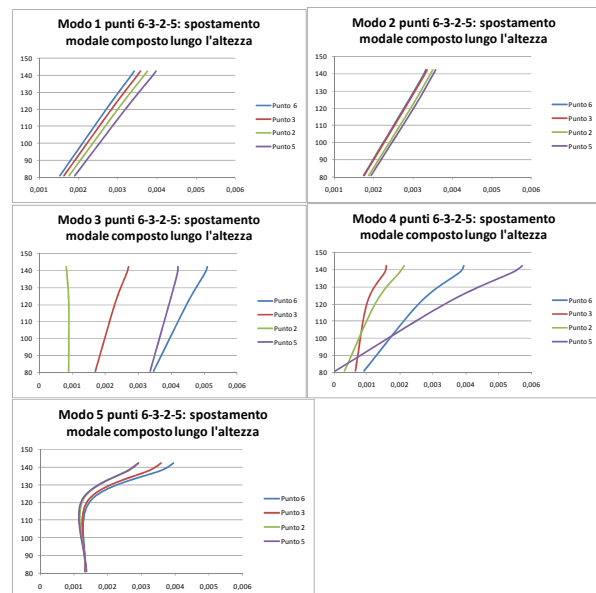 Modo 1 punti 6-3-2-5: spostamento
modale composto lungo l'altezza
150
140
130
120
110
100
90
80
0,001
0,002
0,003
0,004
0,005
0,006
Punto 6
Punto 3
Punto 2
Punto 5
Modo 2 punti 6-3-2-5: spostamento
modale composto lungo l'altezza
150
140
130
120
110
100
90
80
0,001
0,002
0,003
0,004
0,005
0,006
Punto 6
Punto 3
Punto 2
Punto 5
Modo 3 punti 6-3-2-5: spostamento
modale composto lungo l'altezza
150
140
130
120
110
100
90
80
0
0,001
0,002
0,003
0,004
0,005
0,006
Punto 6
Punto 3
Punto 2
Punto 5
Modo 4 punti 6-3-2-5: spostamento
modale composto lungo l'altezza
150
140
130
120
110
100
90
80
0
0,001
0,002
0,003
0,004
0,005
0,006
Punto 6
Punto 3
Punto 2
Punto 5
Modo 5 punti 6-3-2-5: spostamento
modale composto lungo l'altezza
150
140
130
120
110
100
90
80
0
0,001
0,002
0,003
0,004
0,005
0,006
Punto 6
Punto 3
Punto 2
Punto 5